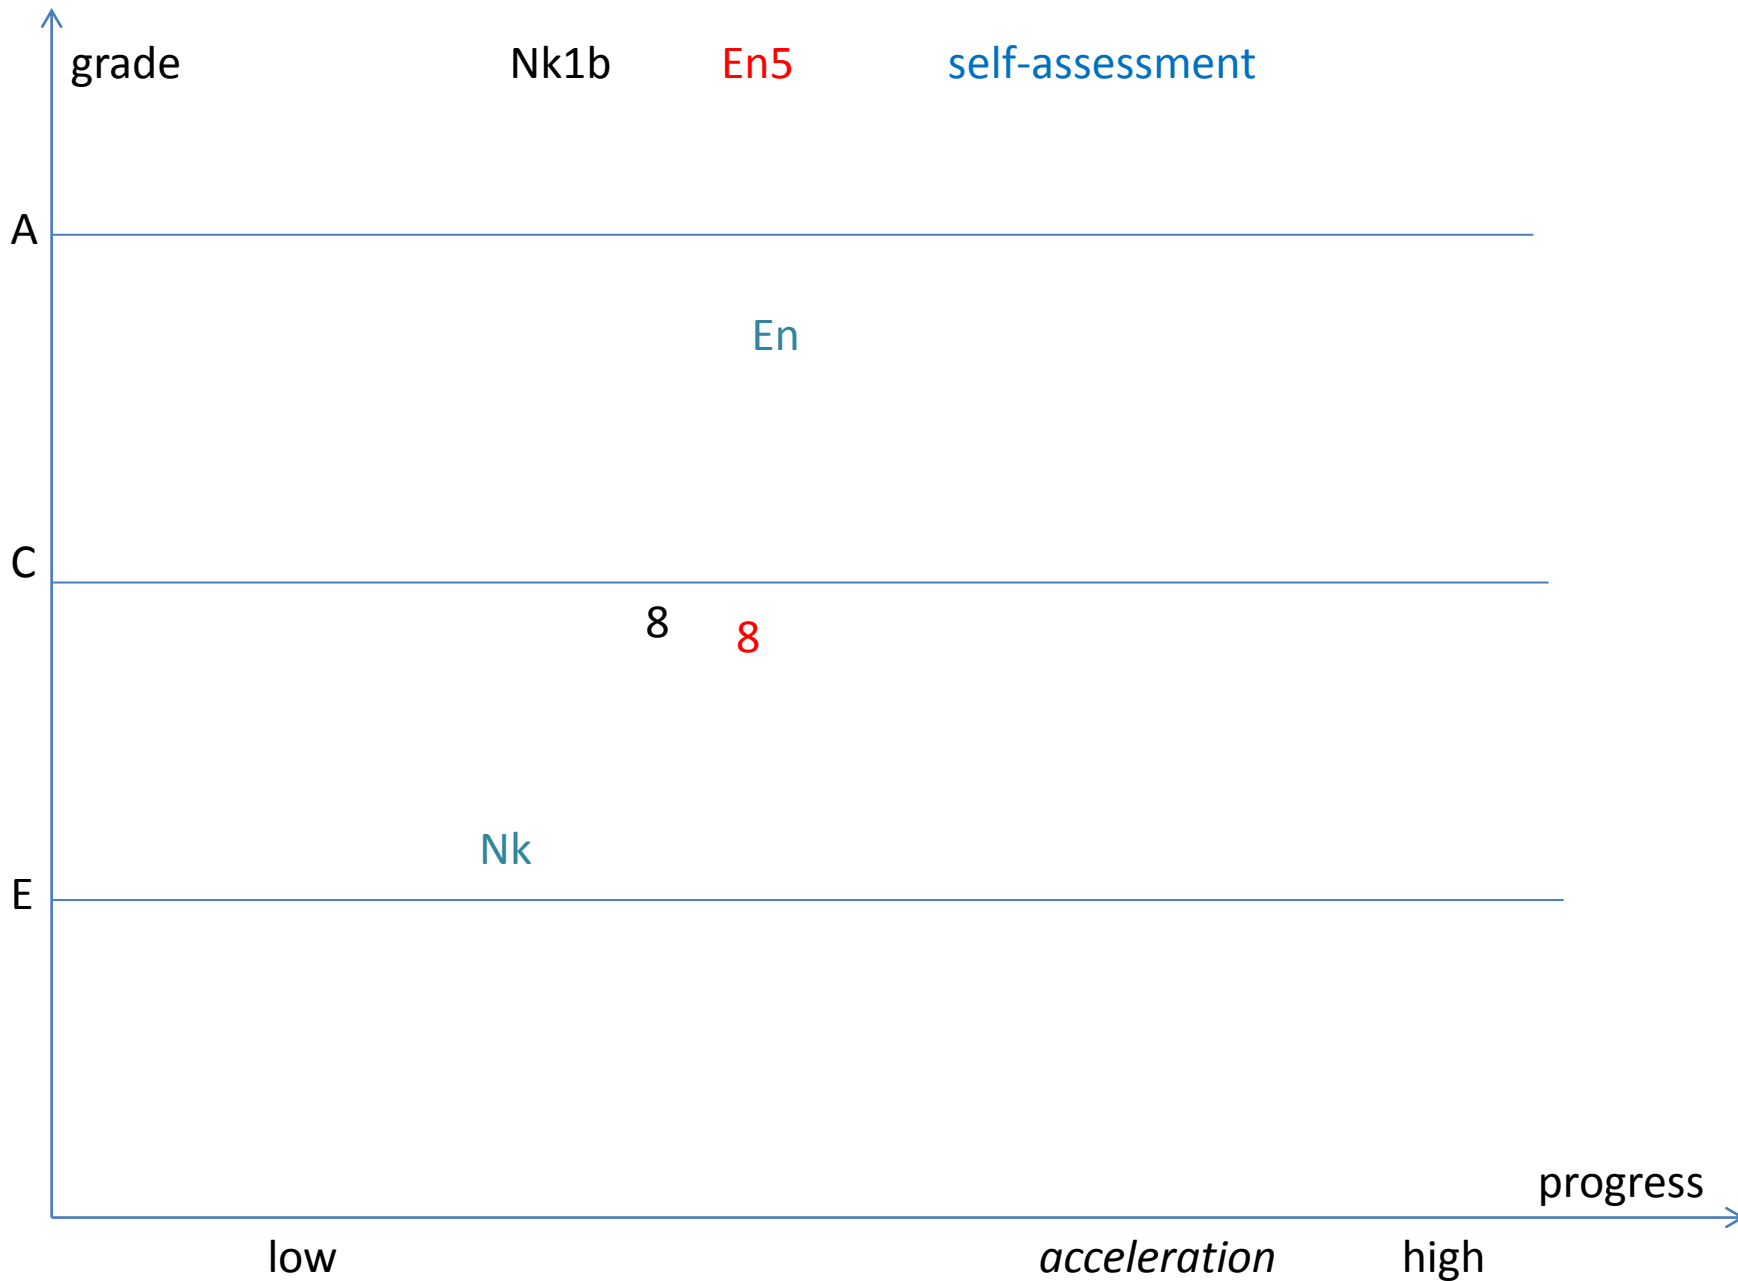 grade Nk1b En5 self-assessment
A
En
C
8 8
Nk
E
progress
low acceleration high